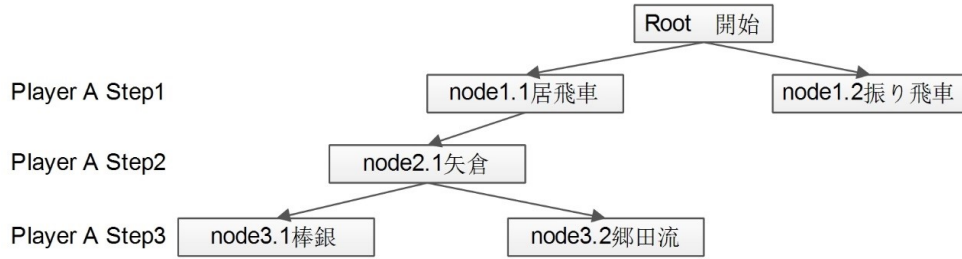 Root 開始
Player A Step1 node1.1居飛車 node1.2振り飛車
Player A Step2 node2.1矢倉
Player A Step3 node3.1棒銀 node3.2郷田流